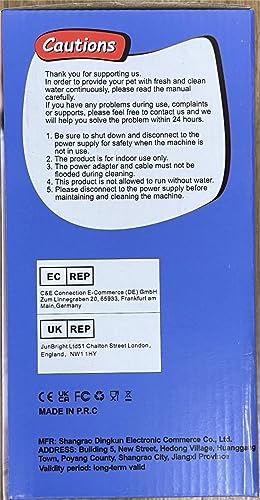 Cautions
Thank you for supporting us.
In order to provide your pet with fresh and clean
water continuously, please read the manual
carefully.
If you have any problems during use, complaints
or supports, please feel free to contact us and we
will help you solve the problem within 24 hours.
1. Be sure to shut down and disconnect to the
power supply for safety when the machine is
not in use.
2. The product is for indoor use only.
3. The power adapter and cable must not be
flooded during cleaning.
4. This product is not allowed to run without water.
5. Please disconnect to the power supply before
maintaining and cleaning the machine.
EC REP
C&E Connection E-Commerce (DE) GmbH
Zum Linnegraben 20, 65933, Frankfurt am
Main,Germany
UK REP
JunBright Ltd51 Chalton Street London,
England, NW1 1HY
CE UK CA FC
MADE IN P.R.C
MFR: Shangrao Dingkun Electronic Commerce Co., Ltd.
ADDRESS: Building 5, New Street, Hedong Village, Huanggang
Town, Poyang County, Shangrao City, Jiangxi Province
Validity period: long-term valid